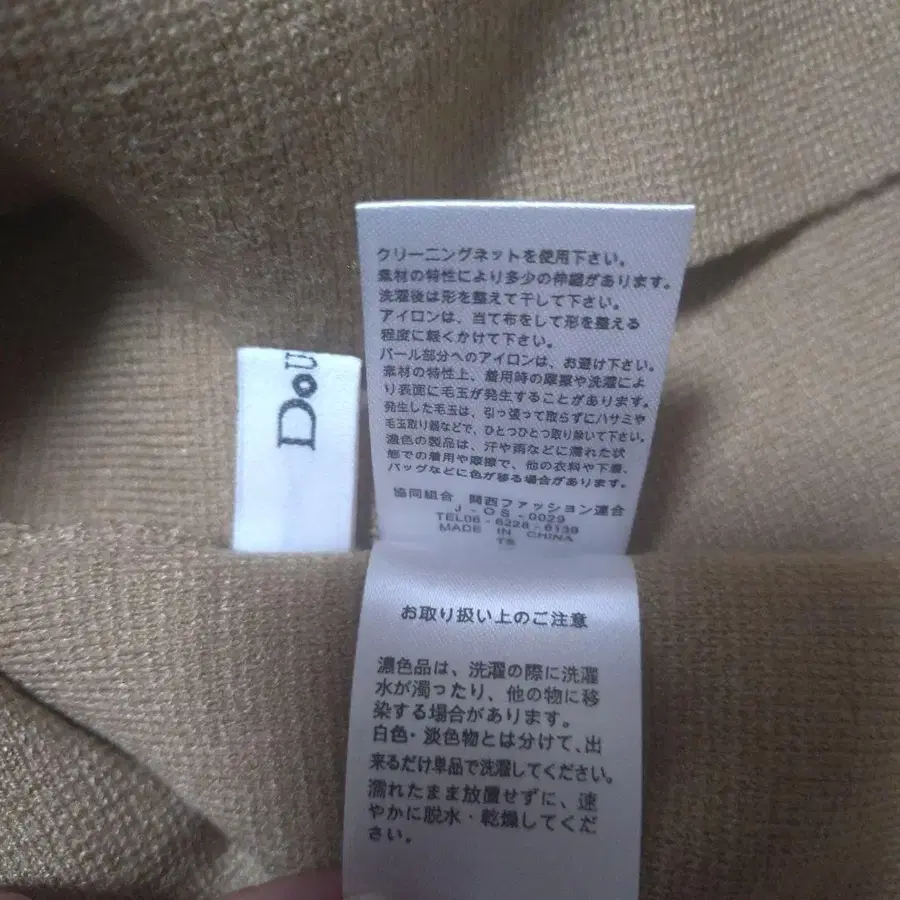 DoU
クリーニングネットを使用下さい。
素材の特性により多少の伸縮があります。
洗濯後は形を整えて干して下さい。
アイロンは、当て布をして形を整える
程度に軽くかけて下さい。
パール部分へのアイロンは、お避け下さい。
素材の特性上、着用時の摩擦や洗濯によ
り表面に毛玉が発生することがあります。
発生した毛玉は、引っ張って取らずにハサミや
毛玉取り器などで、ひとつひとつ取り除いて下さい。
濃色の製品は、汗や雨などに濡れた状
態での着用や摩擦で、他の衣料や下着、
バッグなどに色が移る場合があります。
協同組合 関西ファッション連合
J-OS-0029
TEL06-6228-6139
MADE IN CHINA
TS
お取り扱い上のご注意
濃色品は、洗濯の際に洗濯
水が濁ったり、他の物に移
染する場合があります。
白色・淡色物とは分けて、出
来るだけ単品で洗濯してください。
濡れたまま放置せずに、速
やかに脱水・乾燥してくだ
さい。